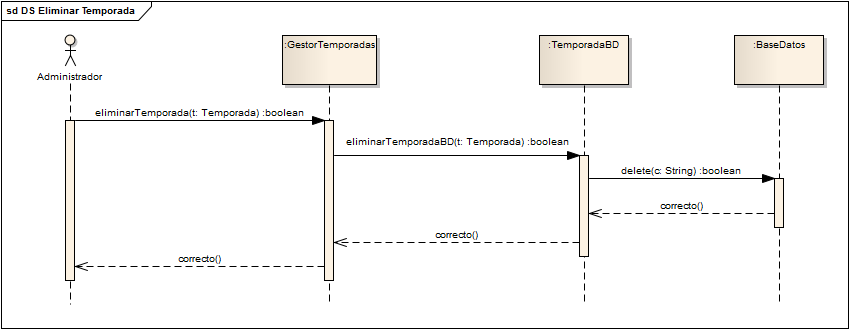 sd DS Eliminar Temporada
:GestorTemporadas
:TemporadaBD
:BaseDatos
Administrador
eliminarTemporada(t: Temporada) :boolean
eliminarTemporadaBD(t: Temporada) :boolean
delete(c: String) :boolean
correcto()
correcto()
correcto()